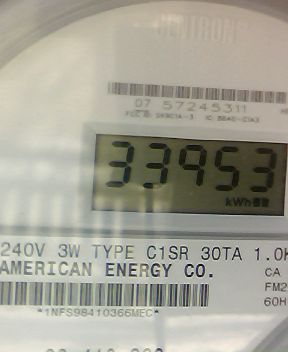 CENTRON
07 57245311
33953
kWh
240V 3W TYPE C1SR 30TA 1.0K
AMERICAN ENERGY CO.
CA
FM2
60H
*1NFS98410366MEC*